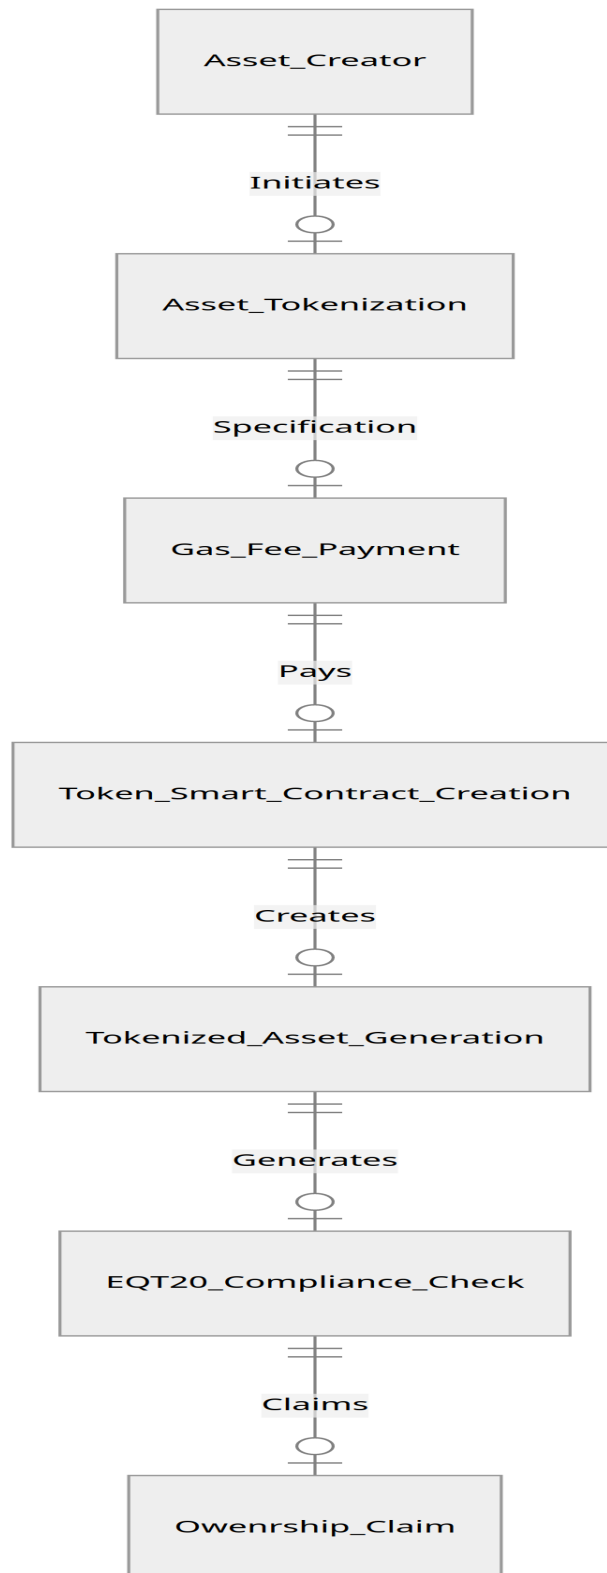 Asset_Creator
Initiates
Asset_Tokenization
Specification
Gas_Fee_Payment
Pays
Token_Smart_Contract_Creation
Creates
Tokenized_Asset_Generation
Generates
EQT20_Compliance_Check
Claims
Owenrship_Claim